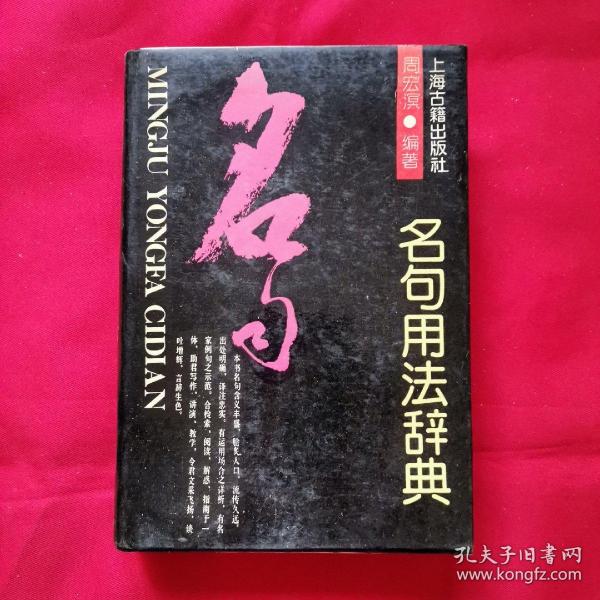 上海古籍出版社
周宏溟●编著
名句用法辞典
名句
MINGJU YONGFA CIDIAN
本书名句含义丰盛，脍炙人口，流传久远，
出处明确，译注忠实。有运用场合之详析，有名
家例句之示范。合检索、阅读、解惑、指南于一
体，助君写作、讲演、教学，令君文采飞扬，谈
吐增辉，言辞生色。
孔夫子旧书网
www.kongfz.com